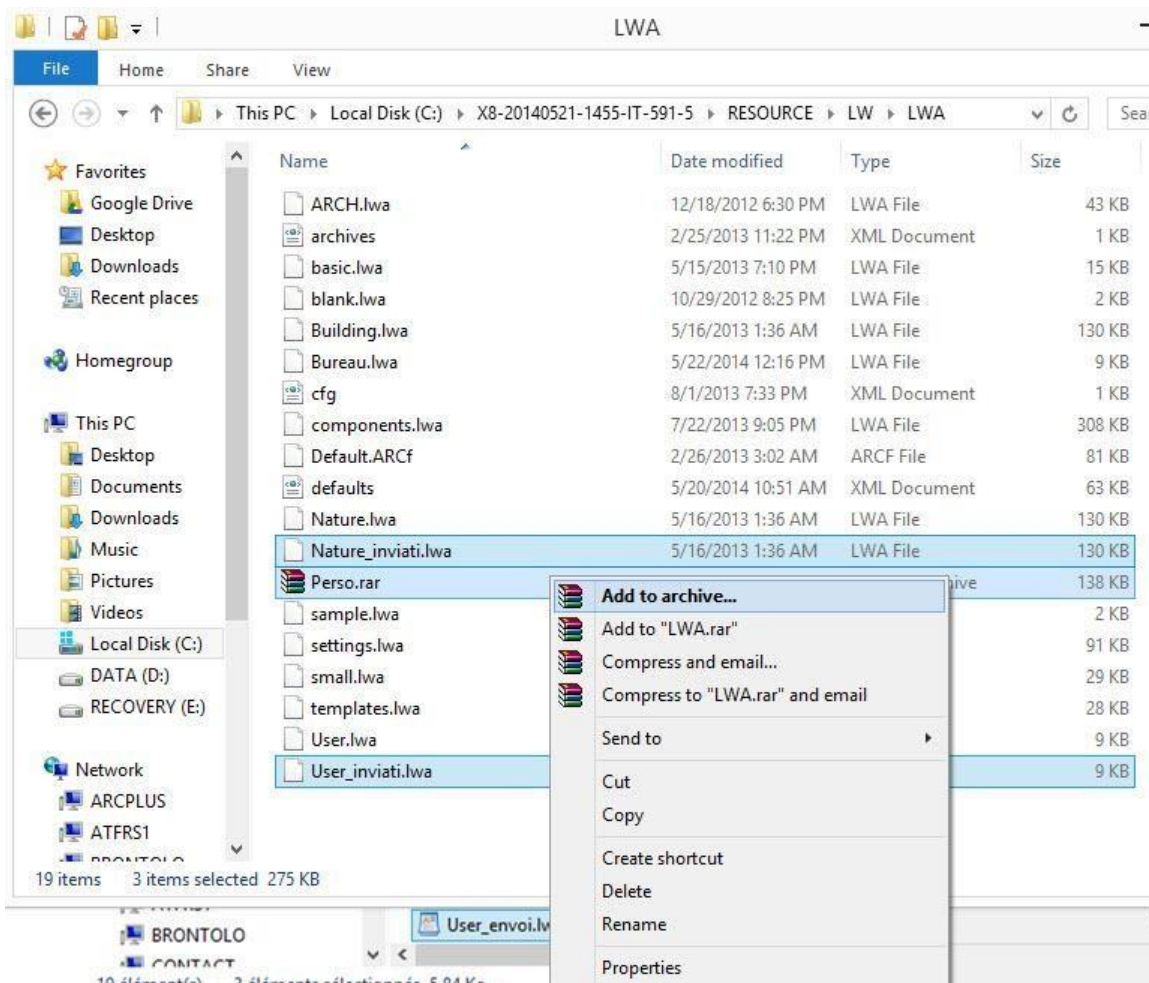 LWA
File Home Share View
This PC Local Disk (C:) X8-20140521-1455-IT-591-5 RESOURCE LW LWA
Favorites
Google Drive
Desktop
Downloads
Recent places
Homegroup
This PC
Desktop
Documents
Downloads
Music
Pictures
Videos
Local Disk (C:)
DATA (D:)
RECOVERY (E:)
Network
ARCPLUS
ATFRS1
BRONTOLO
Name Date modified Type Size
ARCH.lwa 12/18/2012 6:30 PM LWA File 43 KB
archives 2/25/2013 11:22 PM XML Document 1 KB
basic.lwa 5/15/2013 7:10 PM LWA File 15 KB
blank.lwa 10/29/2012 8:25 PM LWA File 2 KB
Building.lwa 5/16/2013 1:36 AM LWA File 130 KB
Bureau.lwa 5/22/2014 12:16 PM LWA File 9 KB
cfg 8/1/2013 7:33 PM XML Document 1 KB
components.lwa 7/22/2013 9:05 PM LWA File 308 KB
Default.ARCf 2/26/2013 3:02 AM ARCF File 81 KB
defaults 5/20/2014 10:51 AM XML Document 63 KB
Nature.lwa 5/16/2013 1:36 AM LWA File 130 KB
Nature_inviati.lwa 5/16/2013 1:36 AM LWA File 130 KB
Perso.rar 138 KB
sample.lwa 2 KB
settings.lwa 91 KB
small.lwa 29 KB
templates.lwa 28 KB
User.lwa 9 KB
User_inviati.lwa 9 KB
Add to archive...
Add to "LWA.rar"
Compress and email...
Compress to "LWA.rar" and email
Send to
Cut
Copy
Create shortcut
Delete
Rename
Properties
19 items 3 items selected 275 KB
BRONTOLO
CONTACT